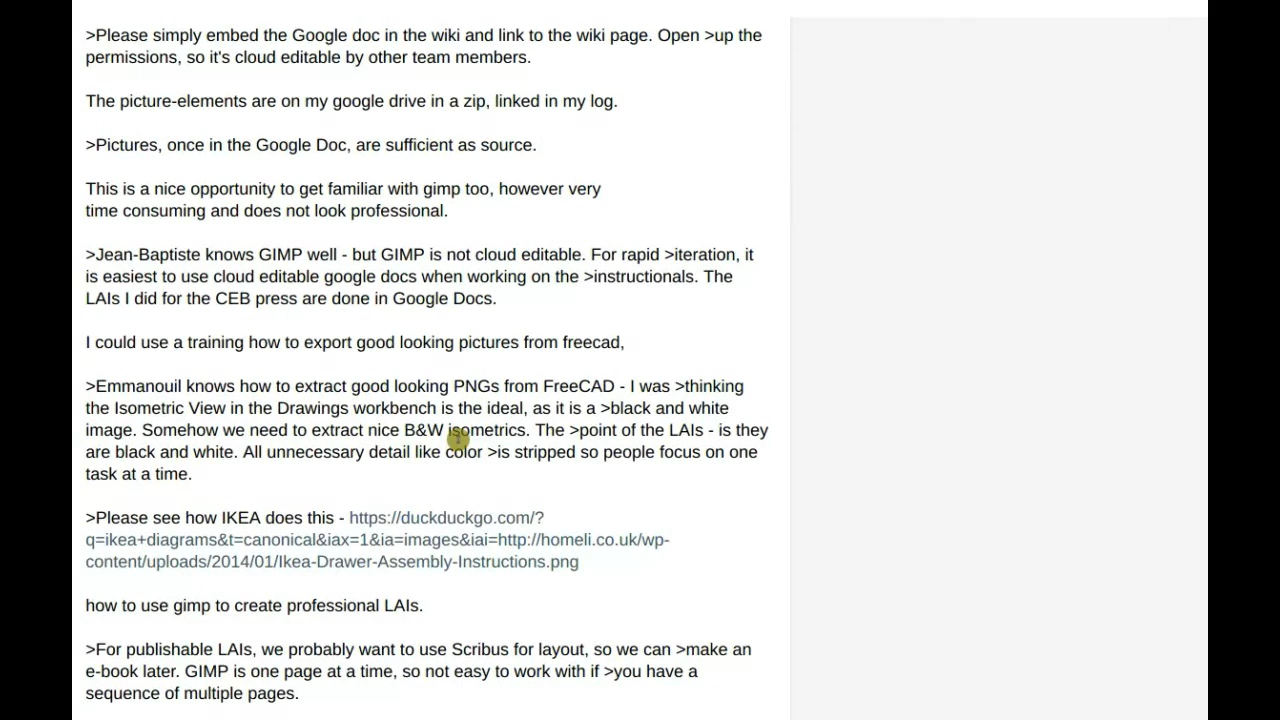 >Please simply embed the Google doc in the wiki and link to the wiki page. Open >up the
permissions, so it's cloud editable by other team members.
The picture-elements are on my google drive in a zip, linked in my log.
>Pictures, once in the Google Doc, are sufficient as source.
This is a nice opportunity to get familiar with gimp too, however very
time consuming and does not look professional.
>Jean-Baptiste knows GIMP well - but GIMP is not cloud editable. For rapid >iteration, it
is easiest to use cloud editable google docs when working on the >instructionals. The
LAIs I did for the CEB press are done in Google Docs.
I could use a training how to export good looking pictures from freecad,
>Emmanouil knows how to extract good looking PNGs from FreeCAD - I was >thinking
the Isometric View in the Drawings workbench is the ideal, as it is a >black and white
image. Somehow we need to extract nice B&W isometrics. The >point of the LAIs - is they
are black and white. All unnecessary detail like color >is stripped so people focus on one
task at a time.
>Please see how IKEA does this - https://duckduckgo.com/?
q=ikea+diagrams&t=canonical&iax=1&ia=images&iai=http://homeli.co.uk/wp-
content/uploads/2014/01/Ikea-Drawer-Assembly-Instructions.png
how to use gimp to create professional LAIs.
>For publishable LAIs, we probably want to use Scribus for layout, so we can >make an
e-book later. GIMP is one page at a time, so not easy to work with if >you have a
sequence of multiple pages.